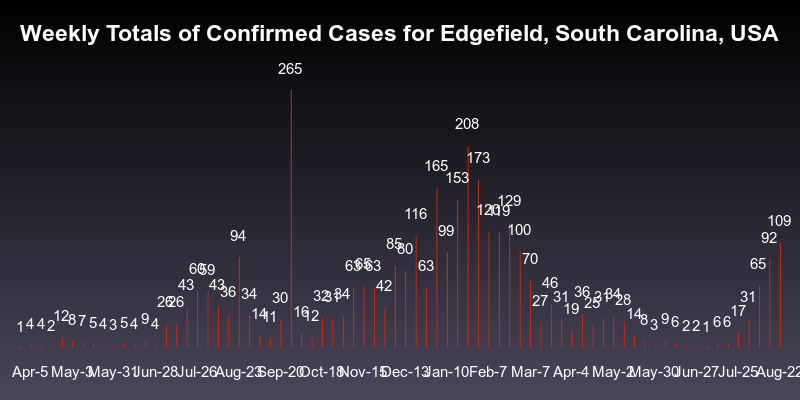 Weekly Totals of Confirmed Cases for Edgefield, South Carolina, USA
1 4 4 2 12 8 7 5 4 3 5 4 9 4 26 26 43 60 59 43 36 94 34 14 11 30 265 16 12 32 31 34 63 65 63 42 85 80 116 63 165 99 153 208 173 120 119 129 100 70 27 46 31 19 36 25 31 34 28 14 8 3 9 6 2 2 1 6 6 17 31 65 92 109
Apr-5 May-3 May-31 Jun-28 Jul-26 Aug-23 Sep-20 Oct-18 Nov-15 Dec-13 Jan-10 Feb-7 Mar-7 Apr-4 May-2 May-30 Jun-27 Jul-25 Aug-22